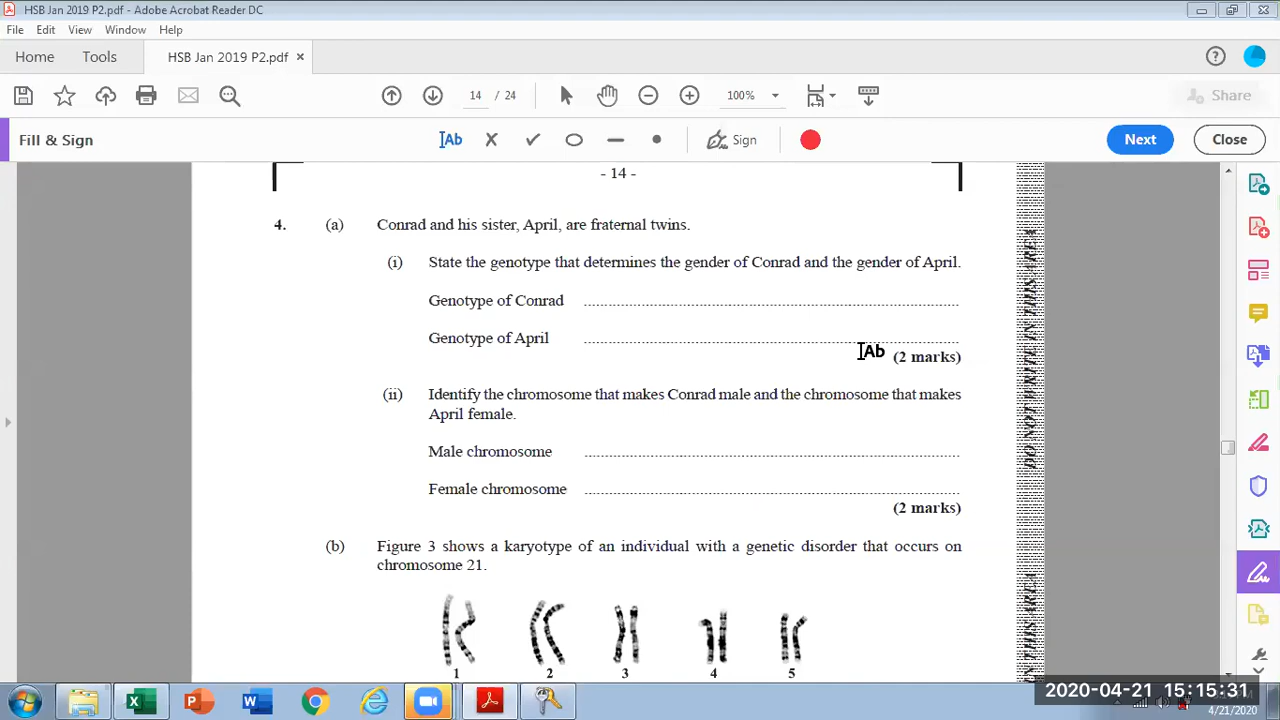 HSB Jan 2019 P2.pdf - Adobe Acrobat Reader DC
File Edit View Window Help
Home Tools HSB Jan 2019 P2.pdf ×
14 / 24 100% Share
Fill & Sign Ab Sign Next Close
- 14 -
4. Conrad and his sister, April, are fraternal twins.
(i) State the genotype that determines the gender of Conrad and the gender of April.
Genotype of Conrad
Genotype of April
Ab (2 marks)
(ii) Identify the chromosome that makes Conrad male and the chromosome that makes
April female.
Male chromosome
Female chromosome
(2 marks)
Figure 3 shows a karyotype of an individual with a genetic disorder that occurs on
chromosome 21.
1 2 3 4 5
2020-04-21 15:15:31
4/21/2020